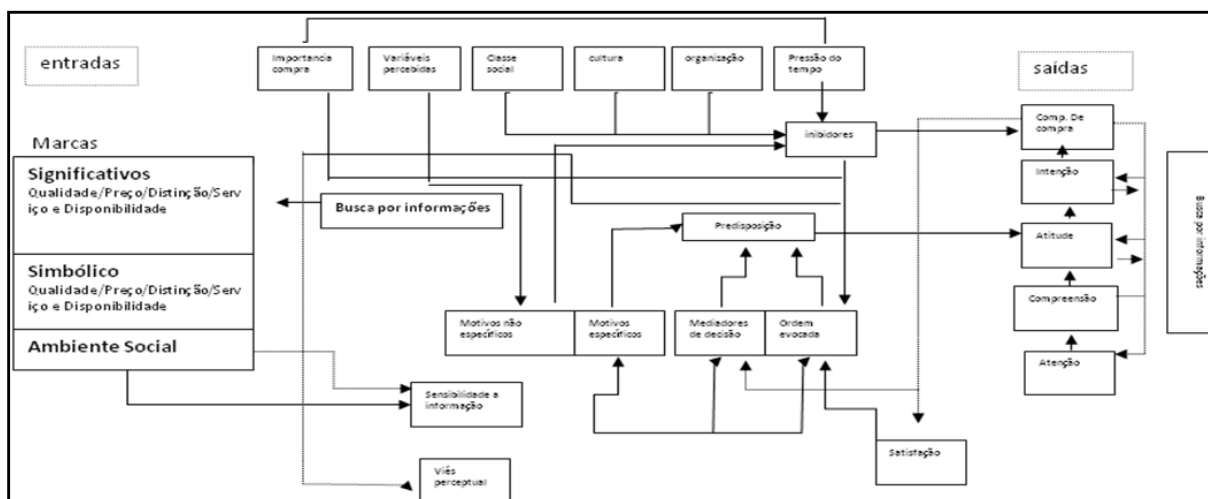 entradas
Importancia
compra
Variáveis
percebidas
Classe
social
cultura
organização
Pressão do
tempo
saídas
Marcas
Significativos
Qualidade/Preço/Distinção/Serv
iço e Disponibilidade
Simbólico
Qualidade/Preço/Distinção/Serv
iço e Disponibilidade
Ambiente Social
Busca por informações
inibidores
Predisposição
Motivos não
específicos
Motivos
específicos
Mediadores
de decisão
Ordem
evocada
Sensibilidade a
informação
Viés
perceptual
Satisfação
Comp. De
compra
Intenção
Atitude
Compreensão
Atenção
Busca por informações